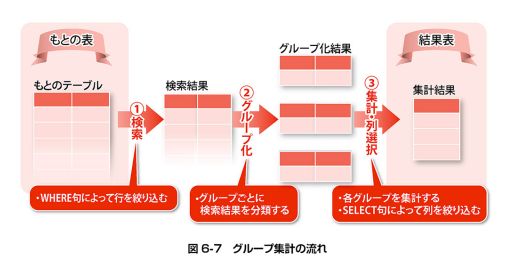 もとの表
もとのテーブル
①検索
・WHERE句によって行を絞り込む
検索結果
②グループ化
・グループごとに
検索結果を分類する
グループ化結果
③集計・列選択
・各グループを集計する
・SELECT句によって列を絞り込む
結果表
集計結果
図 6-7 グループ集計の流れ